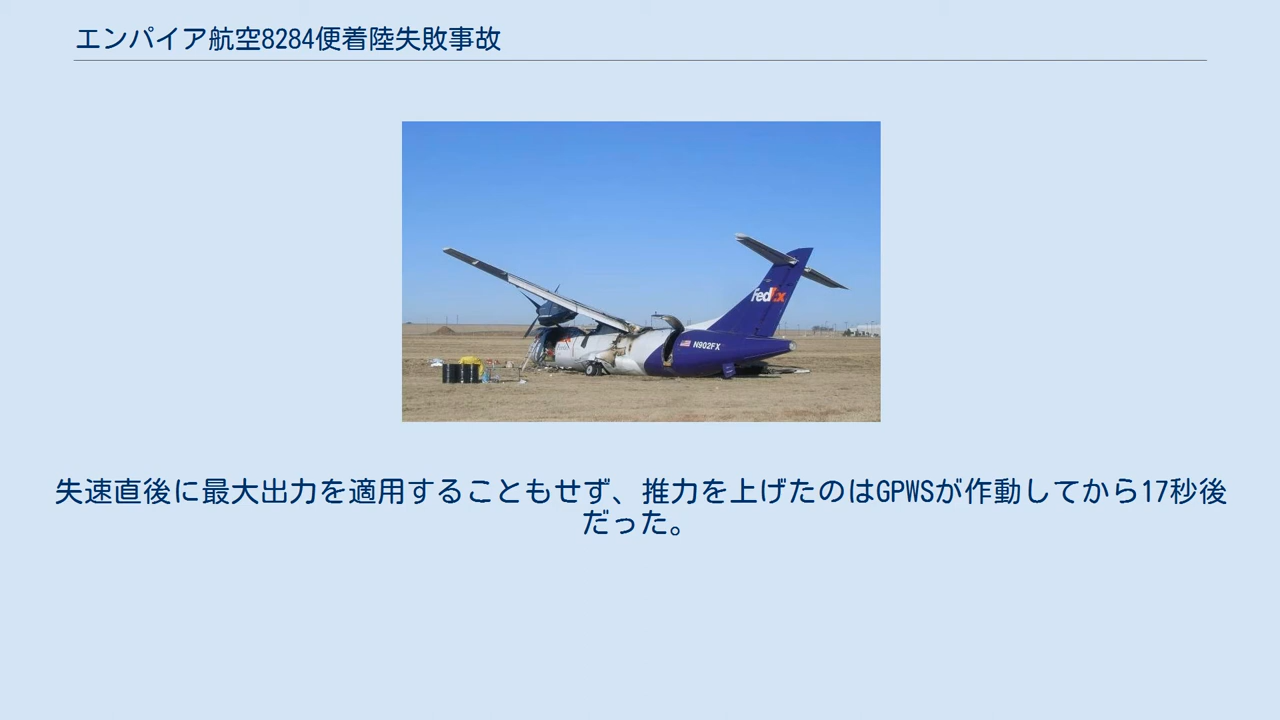 エンパイア航空8284便着陸失敗事故
FedEx
N902FX
失速直後に最大出力を適用することもせず、推力を上げたのはGPWSが作動してから17秒後
だった。